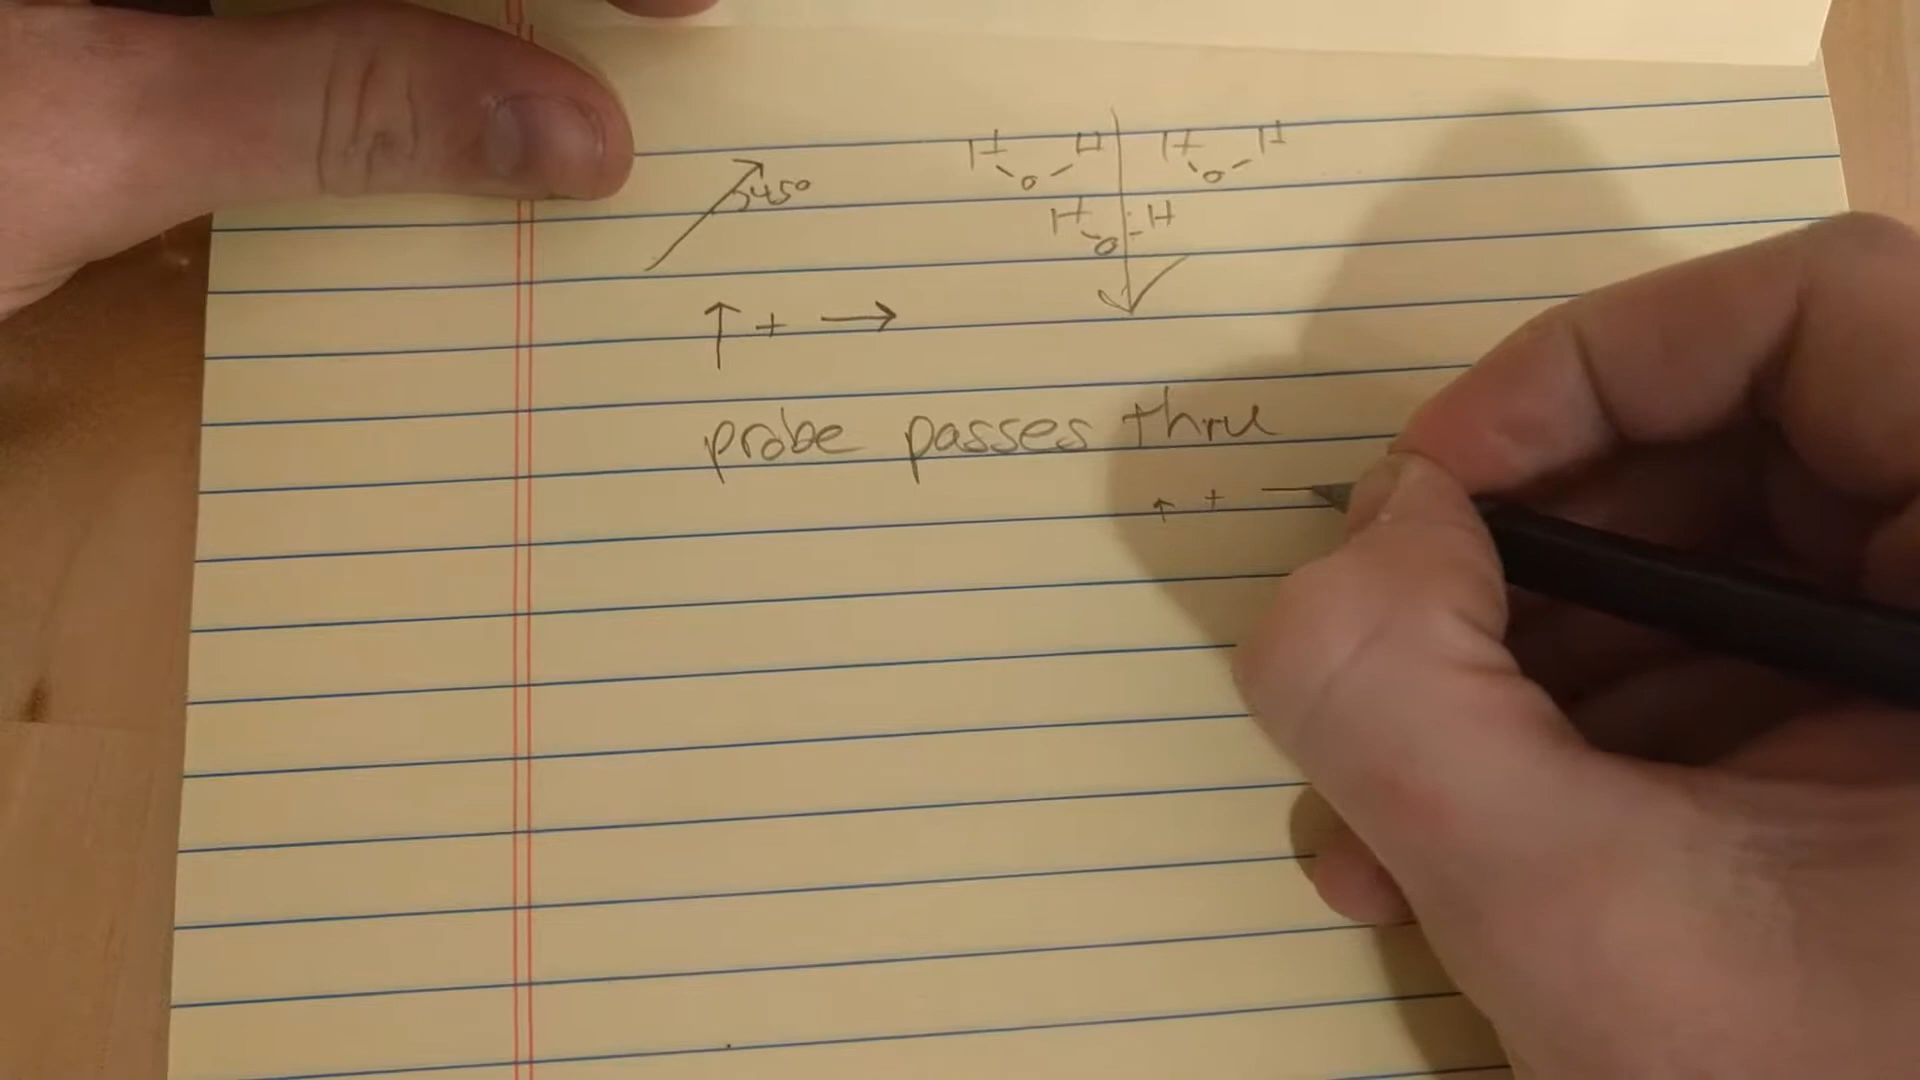 45°
H H H H
O O
H H
O
↑ + →
probe passes thru
↑ + —